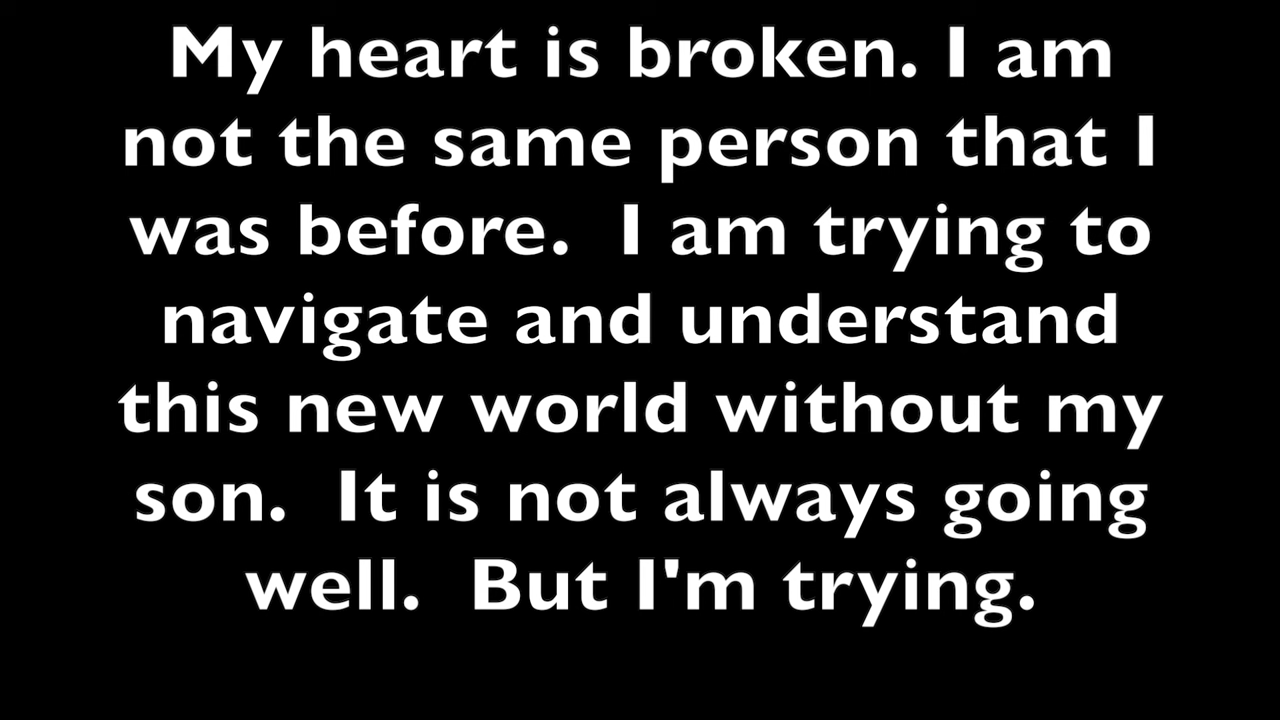 My heart is broken. I am
not the same person that I
was before.  I am trying to
navigate and understand
this new world without my
son.  It is not always going
well.  But I'm trying.